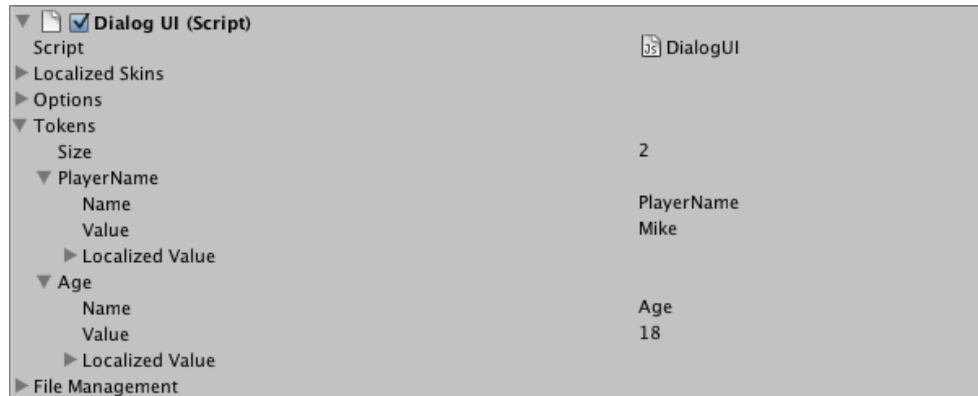 Dialog UI (Script)
Script Js DialogUI
Localized Skins
Options
Tokens
Size 2
PlayerName
Name PlayerName
Value Mike
Localized Value
Age
Name Age
Value 18
Localized Value
File Management